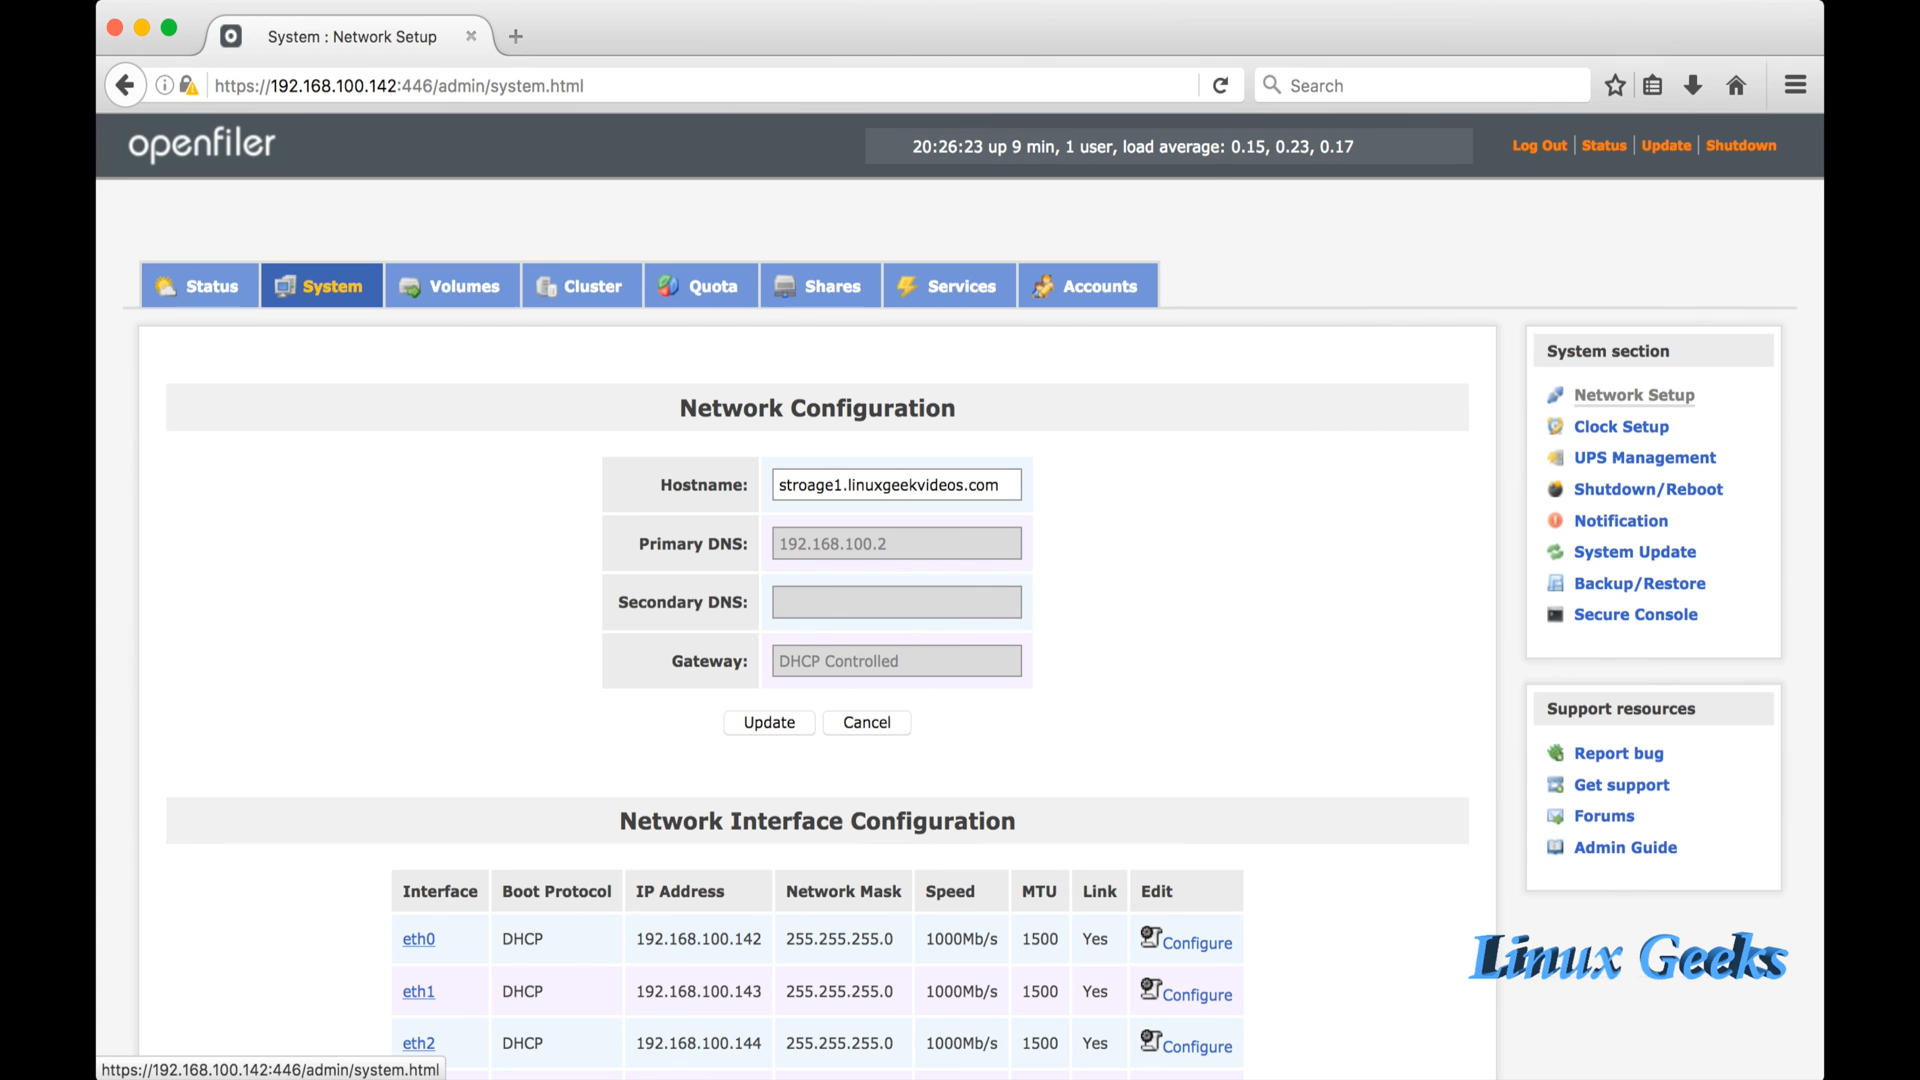 System : Network Setup
https://192.168.100.142:446/admin/system.html
Search
openfiler
20:26:23 up 9 min, 1 user, load average: 0.15, 0.23, 0.17
Log Out | Status | Update | Shutdown
Status System Volumes Cluster Quota Shares Services Accounts
Network Configuration
Hostname: stroage1.linuxgeekvideos.com
Primary DNS: 192.168.100.2
Secondary DNS:
Gateway: DHCP Controlled
Update Cancel
Network Interface Configuration
Interface Boot Protocol IP Address Network Mask Speed MTU Link Edit
eth0 DHCP 192.168.100.142 255.255.255.0 1000Mb/s 1500 Yes Configure
eth1 DHCP 192.168.100.143 255.255.255.0 1000Mb/s 1500 Yes Configure
eth2 DHCP 192.168.100.144 255.255.255.0 1000Mb/s 1500 Yes Configure
System section
Network Setup
Clock Setup
UPS Management
Shutdown/Reboot
Notification
System Update
Backup/Restore
Secure Console
Support resources
Report bug
Get support
Forums
Admin Guide
Linux Geeks
https://192.168.100.142:446/admin/system.html